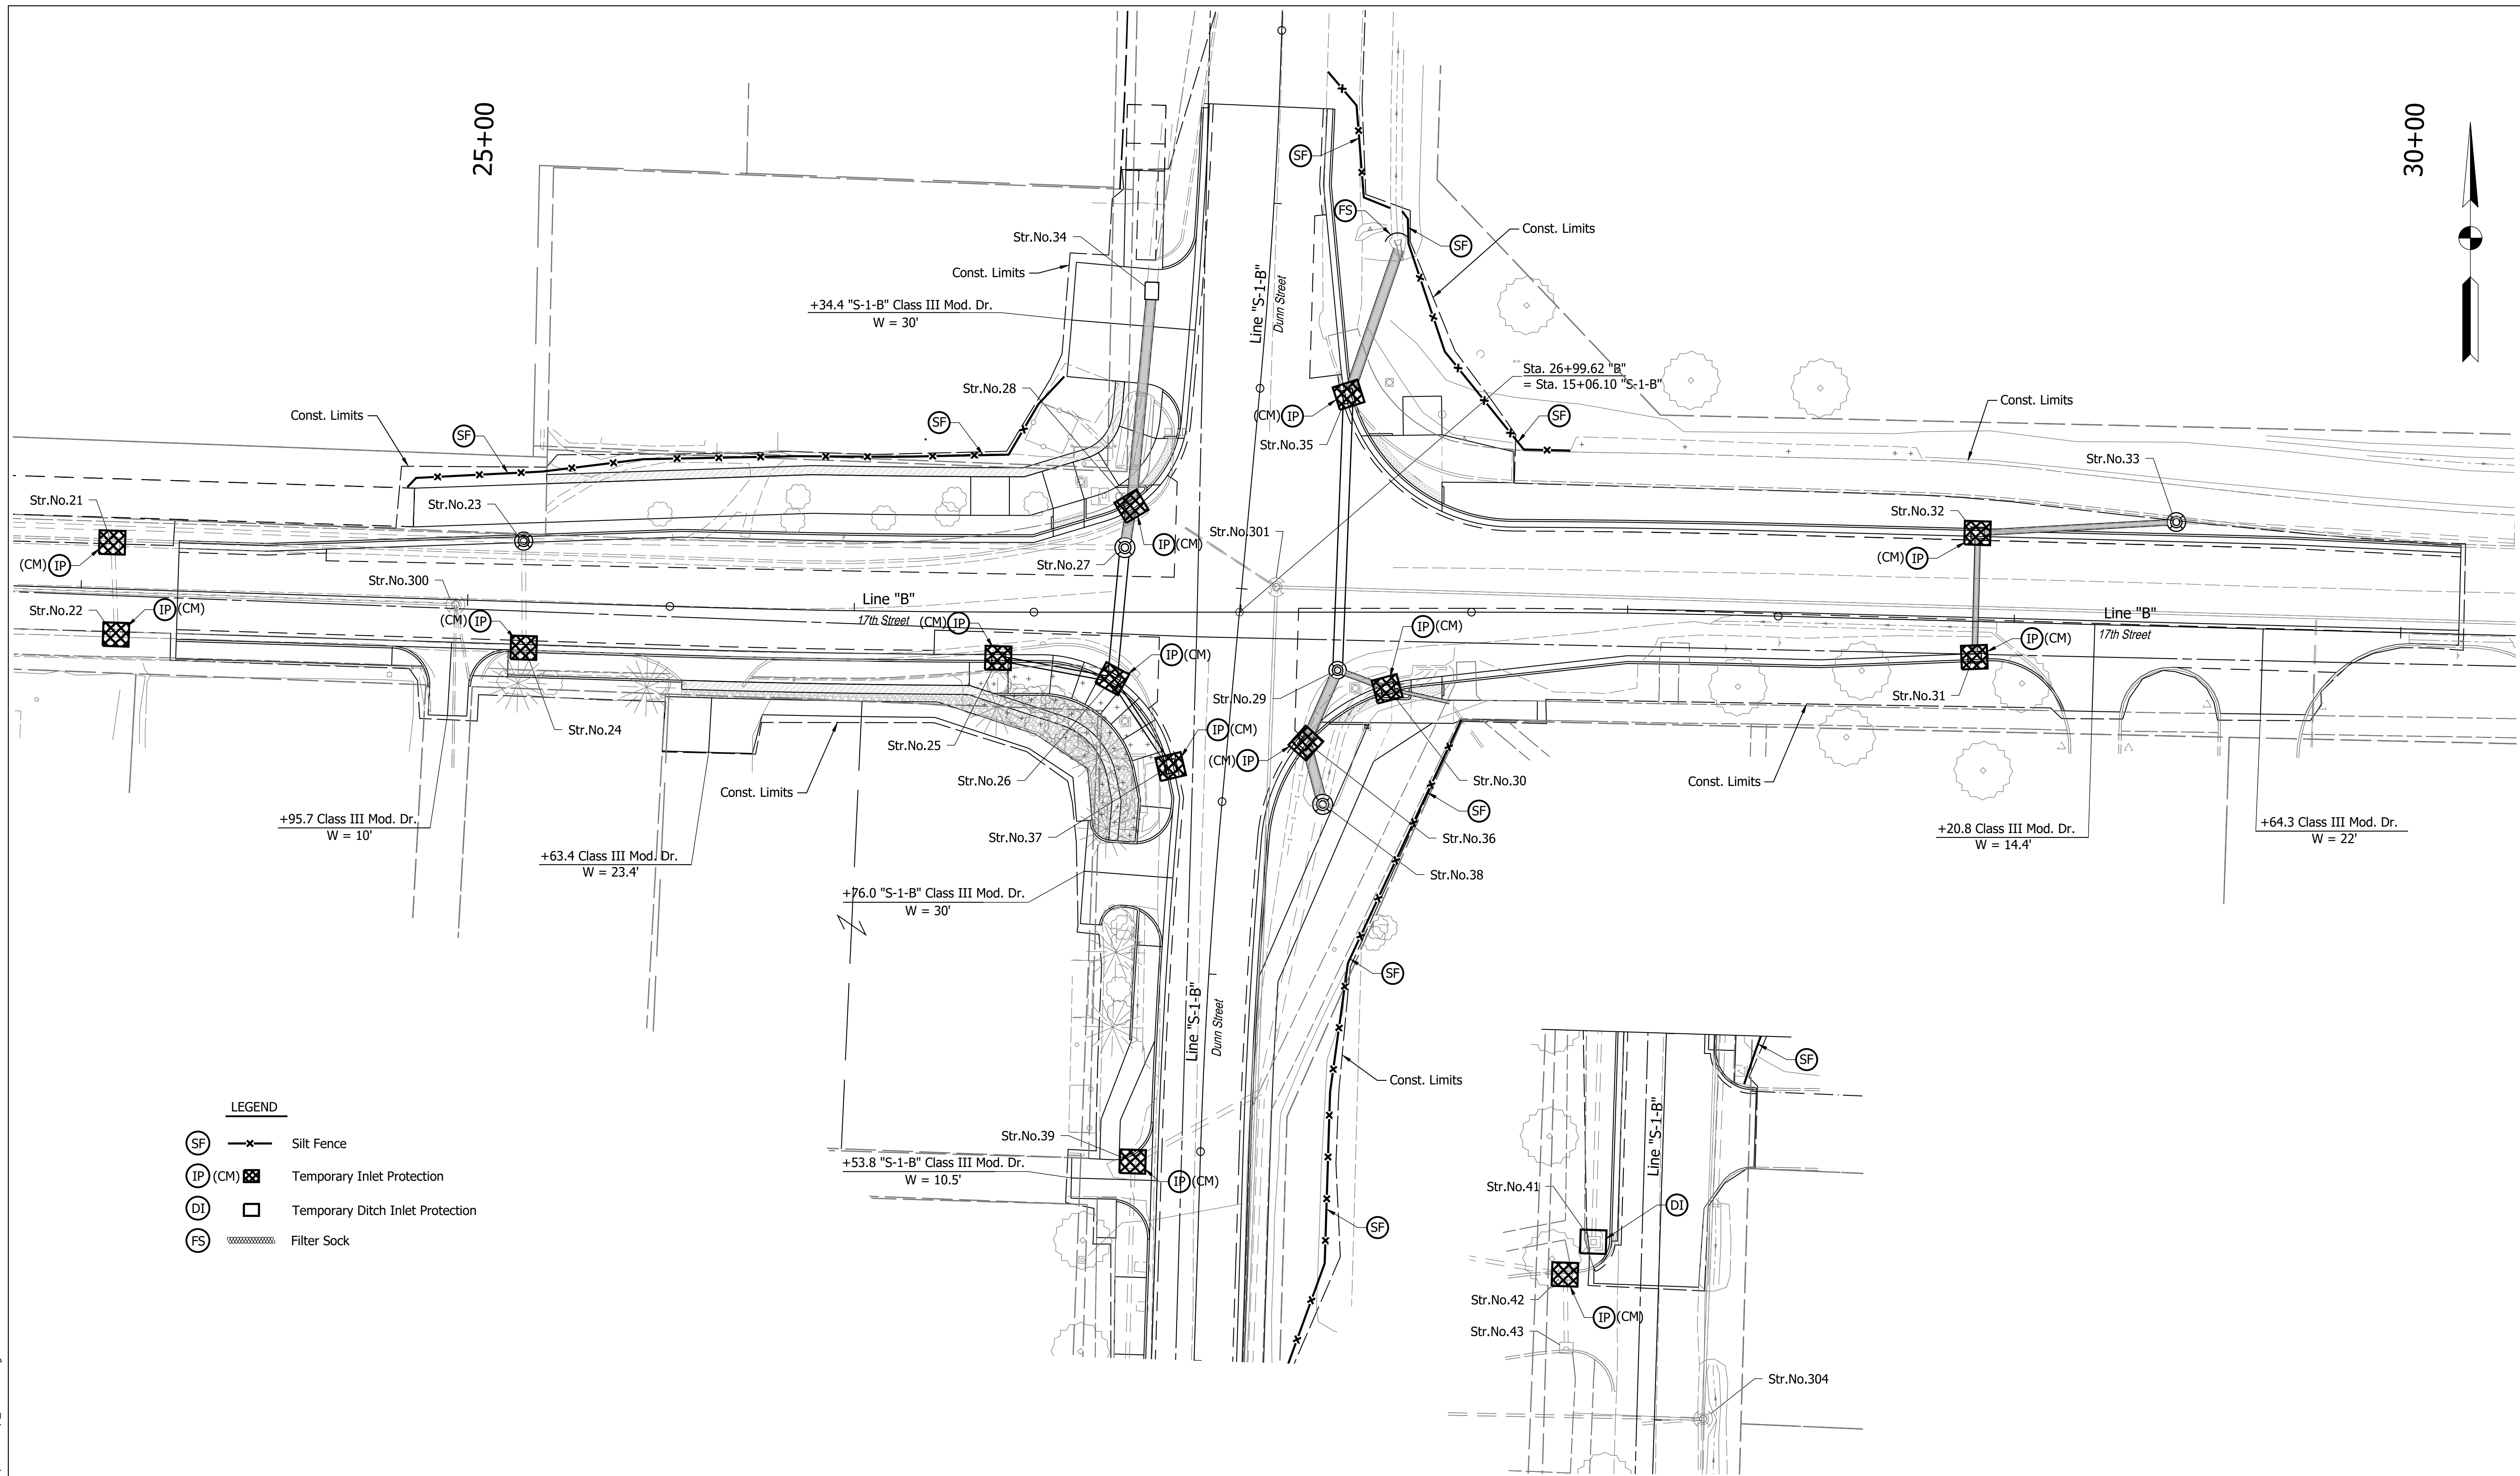 25+00
30+00
SF
FS
SF
Const. Limits
Str.No.34
Const. Limits
+34.4 "S-1-B" Class III Mod. Dr.
W = 30'
Line "S-1-B"
Dunn Street
Str.No.28
Sta. 26+99.62 "B"
= Sta. 15+06.10 "S-1-B"
Const. Limits
SF
SF
(CM) IP
Str.No.35
SF
Const. Limits
Str.No.33
Str.No.21
Str.No.23
Str.No.32
(CM) IP
IP (CM)
Str.No.27
Str.No.301
(CM) IP
Str.No.300
Str.No.22
IP (CM)
(CM) IP
Line "B"
17th Street
(CM) IP
IP (CM)
Line "B"
17th Street
IP (CM)
IP (CM)
Str.No.29
Str.No.31
Str.No.24
Str.No.25
IP (CM)
(CM) IP
Str.No.26
Const. Limits
Str.No.30
Const. Limits
SF
+95.7 Class III Mod. Dr.
W = 10'
Str.No.37
Str.No.36
+20.8 Class III Mod. Dr.
W = 14.4'
+64.3 Class III Mod. Dr.
W = 22'
+63.4 Class III Mod. Dr.
W = 23.4'
Str.No.38
+76.0 "S-1-B" Class III Mod. Dr.
W = 30'
SF
Line "S-1-B"
Dunn Street
Const. Limits
SF
Str.No.39
+53.8 "S-1-B" Class III Mod. Dr.
W = 10.5'
IP (CM)
SF
Line "S-1-B"
Str.No.41
DI
Str.No.42
IP (CM)
Str.No.43
Str.No.304
LEGEND
SF Silt Fence
IP (CM) Temporary Inlet Protection
DI Temporary Ditch Inlet Protection
FS Filter Sock